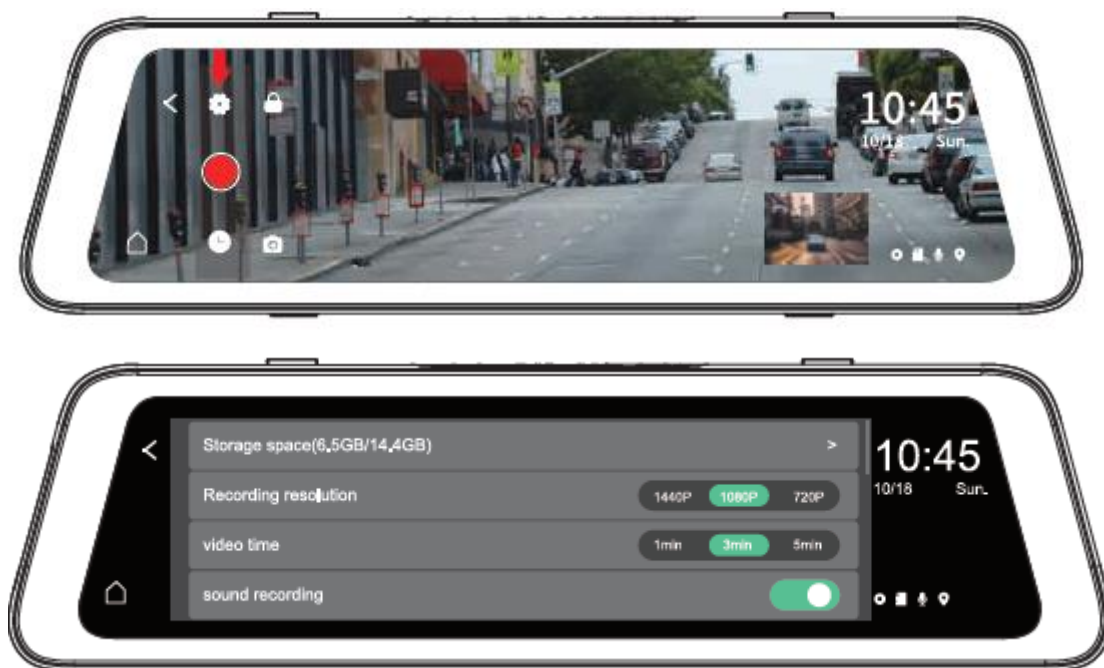 10:45
10/18 Sun.
Storage space(6.5GB/14.4GB) >
Recording resolution 1440P 1080P 720P
video time 1min 3min 5min
sound recording
10:45
10/18 Sun.